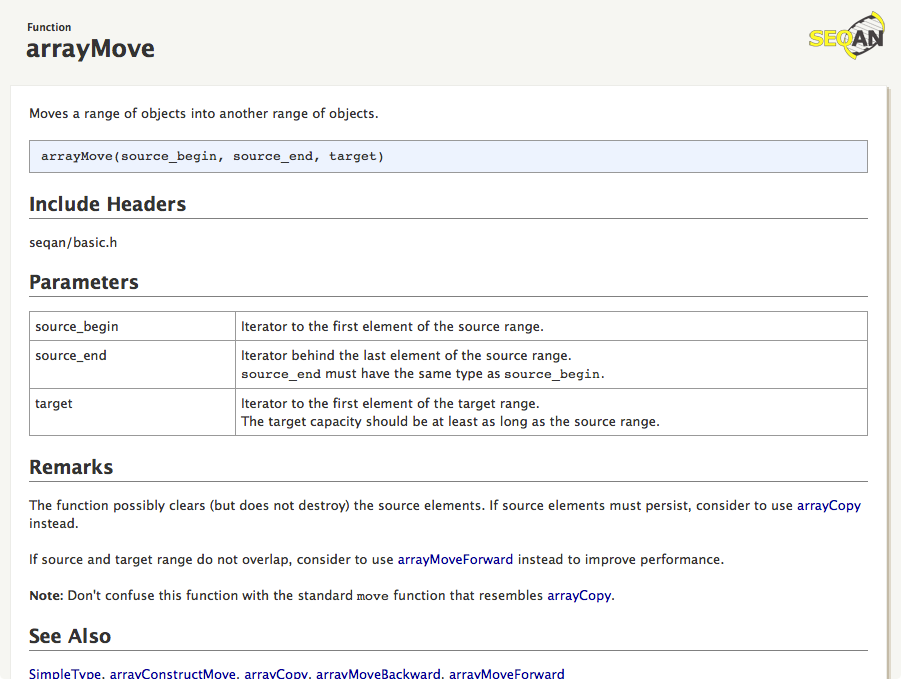 Function
arrayMove
SEQAN
Moves a range of objects into another range of objects.
arrayMove(source_begin, source_end, target)
Include Headers
seqan/basic.h
Parameters
source_begin Iterator to the first element of the source range.
source_end Iterator behind the last element of the source range.
source_end must have the same type as source_begin.
target Iterator to the first element of the target range.
The target capacity should be at least as long as the source range.
Remarks
The function possibly clears (but does not destroy) the source elements. If source elements must persist, consider to use arrayCopy
instead.
If source and target range do not overlap, consider to use arrayMoveForward instead to improve performance.
Note: Don't confuse this function with the standard move function that resembles arrayCopy.
See Also
SimpleType, arrayConstructMove, arrayCopy, arrayMoveBackward, arrayMoveForward